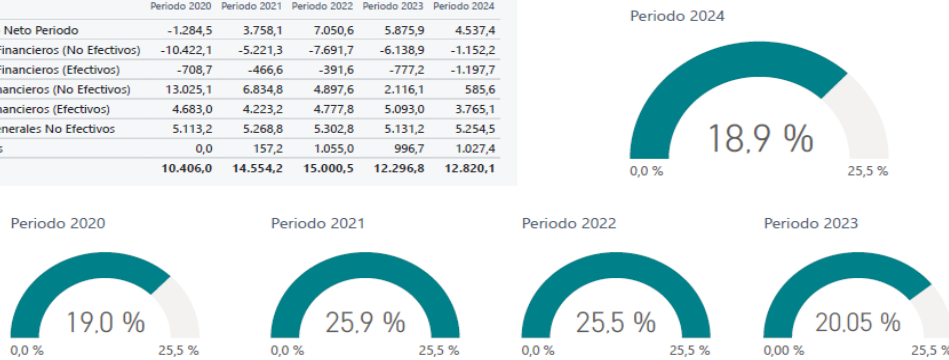 Periodo 2020 Periodo 2021 Periodo 2022 Periodo 2023 Periodo 2024
Neto Periodo -1.284,5 3.758,1 7.050,6 5.875,9 4.537,4
Financieros (No Efectivos) -10.422,1 -5.221,3 -7.691,7 -6.138,9 -1.152,2
Financieros (Efectivos) -708,7 -466,6 -391,6 -777,2 -1.197,7
nancieros (No Efectivos) 13.025,1 6.834,8 4.897,6 2.116,1 585,6
nancieros (Efectivos) 4.683,0 4.223,2 4.777,8 5.093,0 3.765,1
enerales No Efectivos 5.113,2 5.268,8 5.302,8 5.131,2 5.254,5
s 0,0 157,2 1.055,0 996,7 1.027,4
10.406,0 14.554,2 15.000,5 12.296,8 12.820,1
Periodo 2024
18,9 %
0,0 % 25,5 %
Periodo 2020
19,0 %
0,0 % 25,5 %
Periodo 2021
25,9 %
0,0 % 25,5 %
Periodo 2022
25,5 %
0,0 % 25,5 %
Periodo 2023
20,05 %
0,00 % 25,5 %